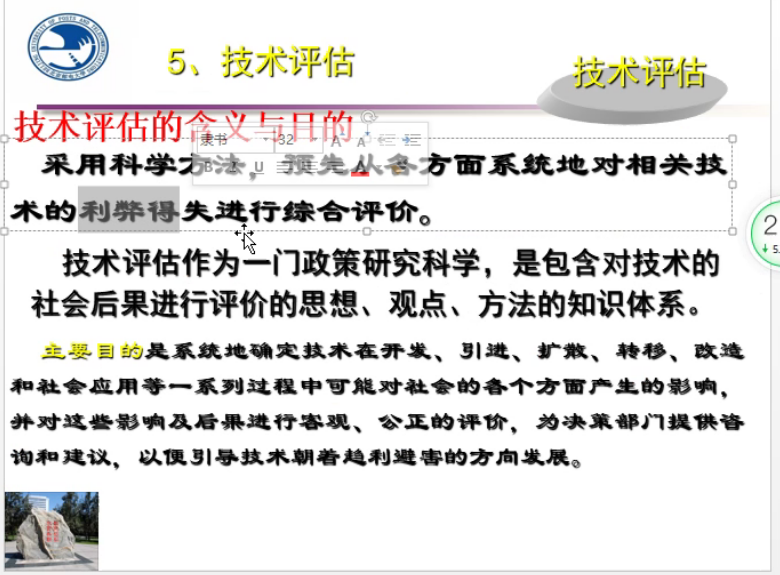 5、技术评估
技术评估
技术评估的含义与目的
隶书 32
B I U A
采用科学方法，预先从各方面系统地对相关技
术的利弊得失进行综合评价。
2
5.
技术评估作为一门政策研究科学，是包含对技术的
社会后果进行评价的思想、观点、方法的知识体系。
主要目的是系统地确定技术在开发、引进、扩散、转移、改造
和社会应用等一系列过程中可能对社会的各个方面产生的影响，
并对这些影响及后果进行客观、公正的评价，为决策部门提供咨
询和建议，以便引导技术朝着趋利避害的方向发展。